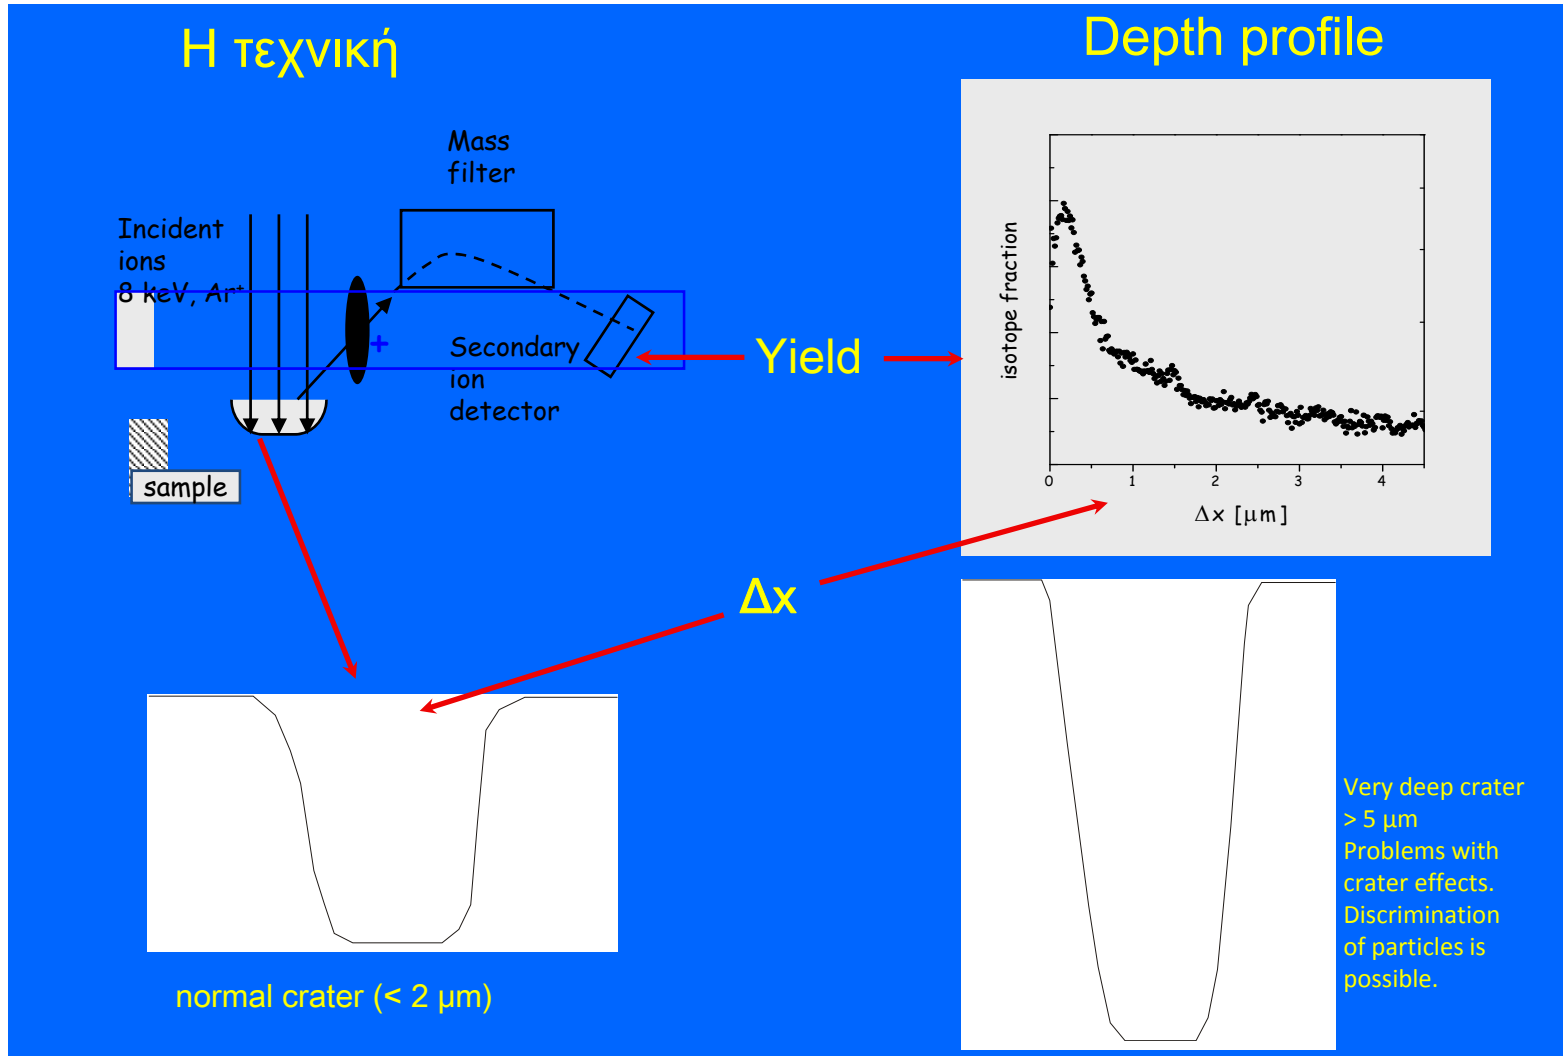 Η τεχνική
Depth profile
Mass
filter
Incident
ions
8 keV, Ar⁺
+
Secondary
ion
detector
sample
Yield
isotope fraction
0 1 2 3 4
Δx [μm]
Δx
normal crater (< 2 μm)
Very deep crater
> 5 μm
Problems with
crater effects.
Discrimination
of particles is
possible.